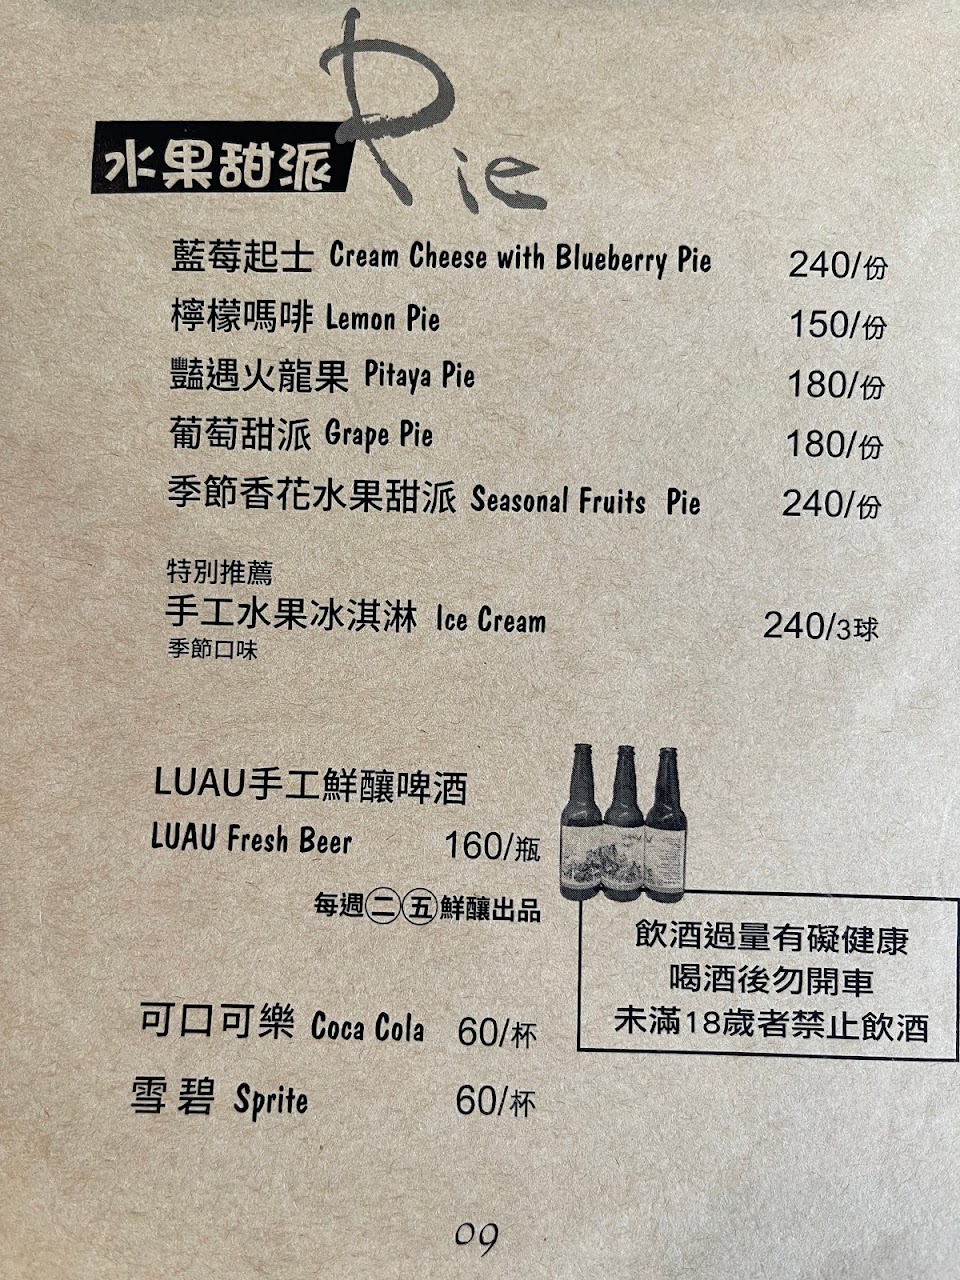 Pie
水果甜派
藍莓起士 Cream Cheese with Blueberry Pie 240/份
檸檬嗎啡 Lemon Pie 150/份
豔遇火龍果 Pitaya Pie 180/份
葡萄甜派 Grape Pie 180/份
季節香花水果甜派 Seasonal Fruits Pie 240/份
特別推薦
手工水果冰淇淋 Ice Cream 240/3球
季節口味
LUAU手工鮮釀啤酒
LUAU Fresh Beer 160/瓶
每週㊁㊄鮮釀出品
飲酒過量有礙健康
喝酒後勿開車
未滿18歲者禁止飲酒
可口可樂 Coca Cola 60/杯
雪碧 Sprite 60/杯
09